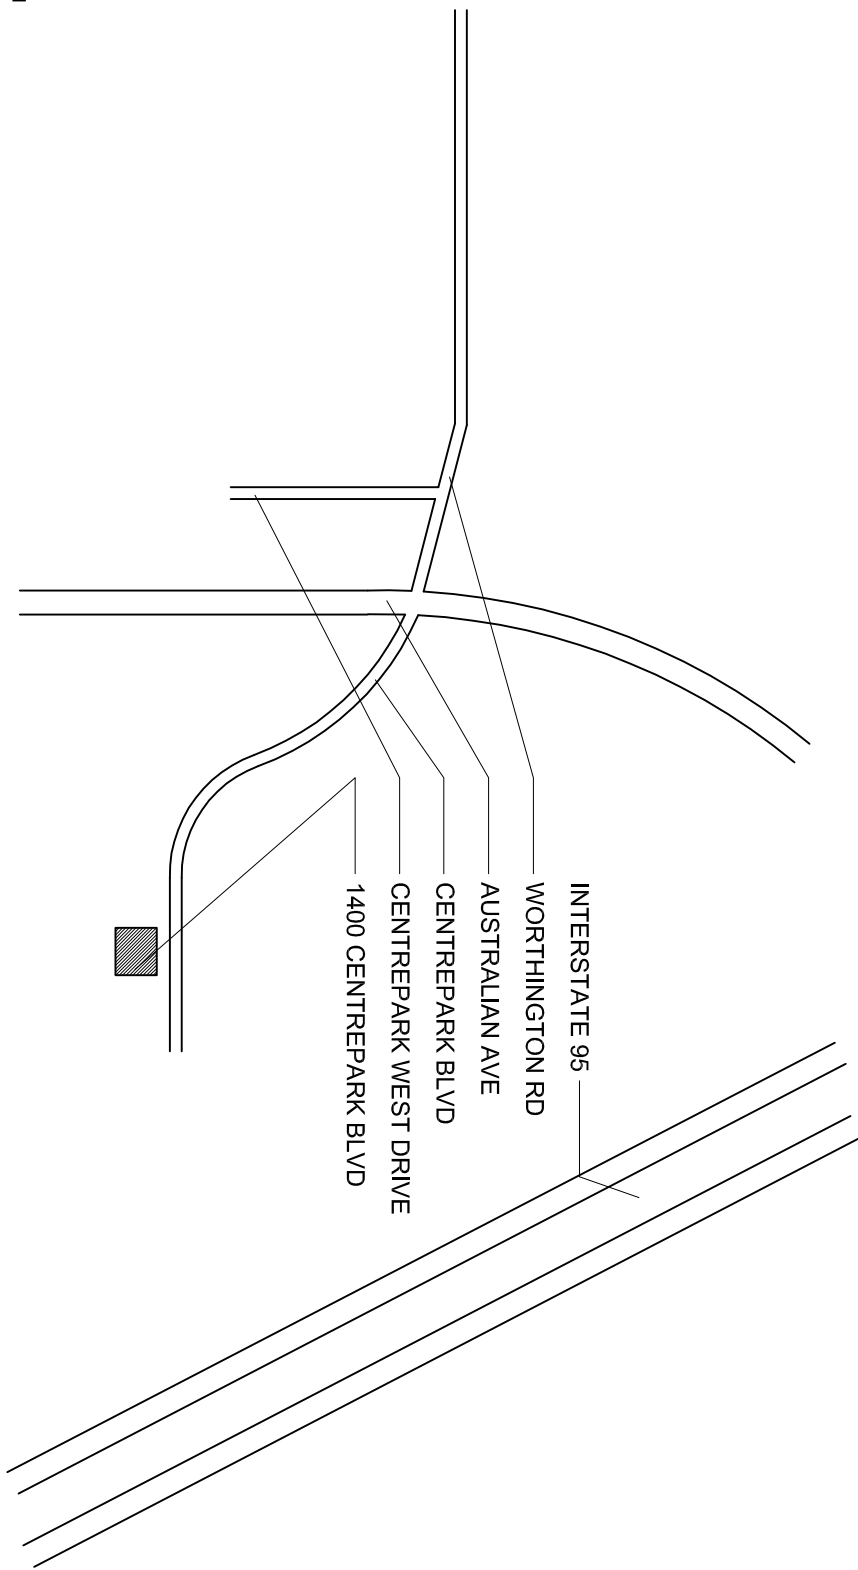 INTERSTATE 95
WORTHINGTON RD
AUSTRALIAN AVE
CENTREPARK BLVD
CENTREPARK WEST DRIVE
1400 CENTREPARK BLVD